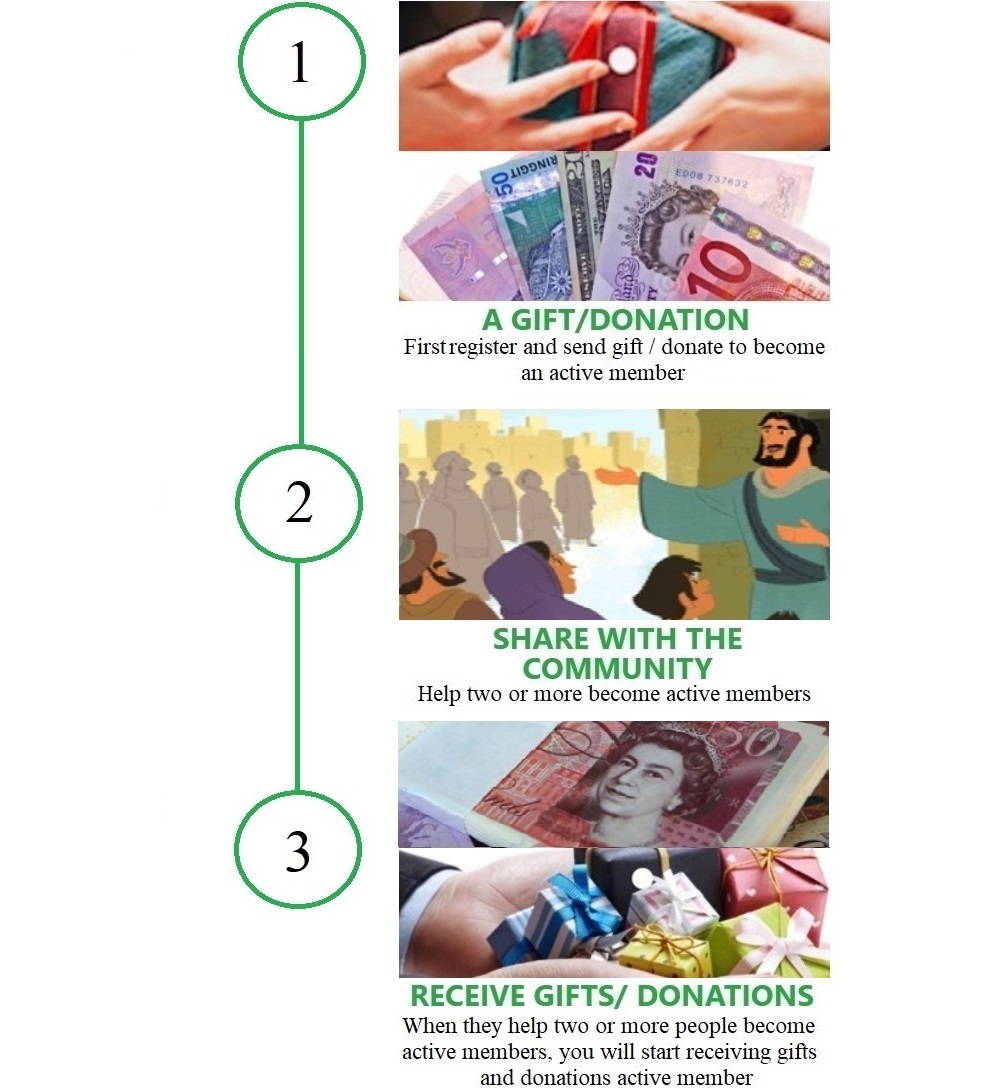 1
50 RINGGIT
20
20
ED08 737632
10
A GIFT/DONATION
First register and send gift / donate to become
an active member
2
SHARE WITH THE
COMMUNITY
Help two or more become active members
50
3
RECEIVE GIFTS/ DONATIONS
When they help two or more people become
active members, you will start receiving gifts
and donations active member